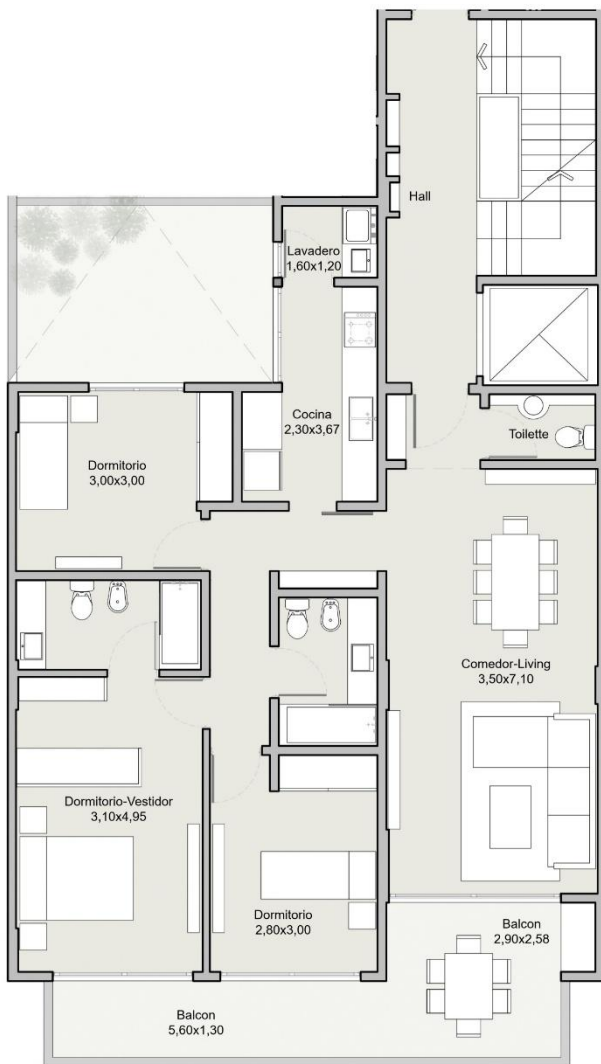 Hall
Lavadero
1,60x1,20
Cocina
2,30x3,67
Toilette
Dormitorio
3,00x3,00
Comedor-Living
3,50x7,10
Dormitorio-Vestidor
3,10x4,95
Dormitorio
2,80x3,00
Balcon
2,90x2,58
Balcon
5,60x1,30